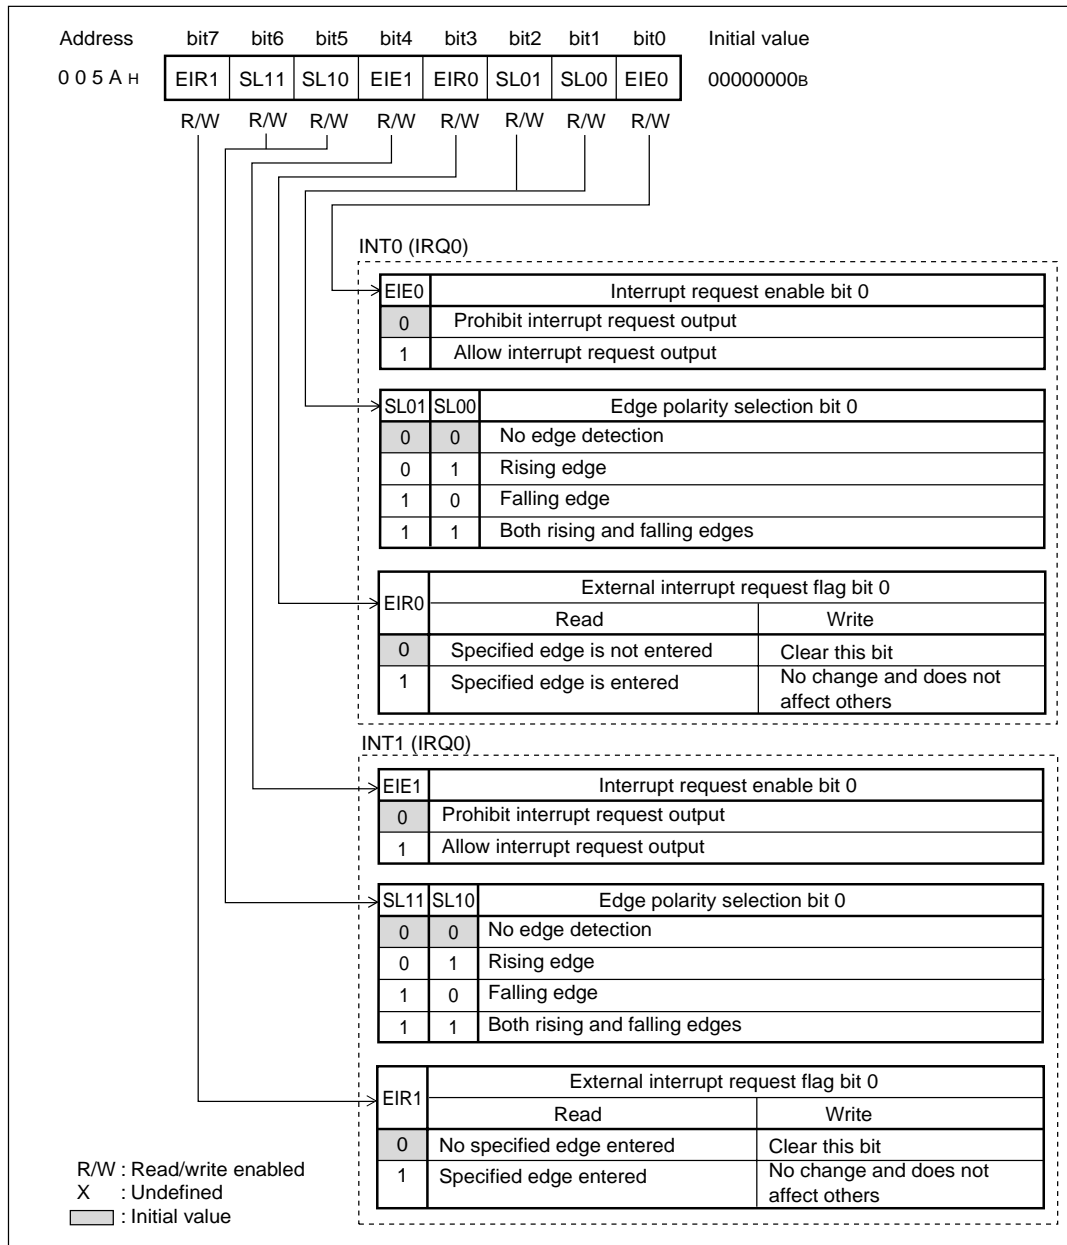 Address bit7 bit6 bit5 bit4 bit3 bit2 bit1 bit0 Initial value
0 0 5 A H EIR1 SL11 SL10 EIE1 EIR0 SL01 SL00 EIE0 00000000B
R/W R/W R/W R/W R/W R/W R/W R/W
INT0 (IRQ0)
EIE0 Interrupt request enable bit 0
0 Prohibit interrupt request output
1 Allow interrupt request output
SL01 SL00 Edge polarity selection bit 0
0 0 No edge detection
0 1 Rising edge
1 0 Falling edge
1 1 Both rising and falling edges
EIR0 External interrupt request flag bit 0
Read Write
0 Specified edge is not entered Clear this bit
1 Specified edge is entered No change and does not
affect others
INT1 (IRQ0)
EIE1 Interrupt request enable bit 0
0 Prohibit interrupt request output
1 Allow interrupt request output
SL11 SL10 Edge polarity selection bit 0
0 0 No edge detection
0 1 Rising edge
1 0 Falling edge
1 1 Both rising and falling edges
EIR1 External interrupt request flag bit 0
Read Write
0 No specified edge entered Clear this bit
1 Specified edge entered No change and does not
affect others
R/W : Read/write enabled
X : Undefined
: Initial value